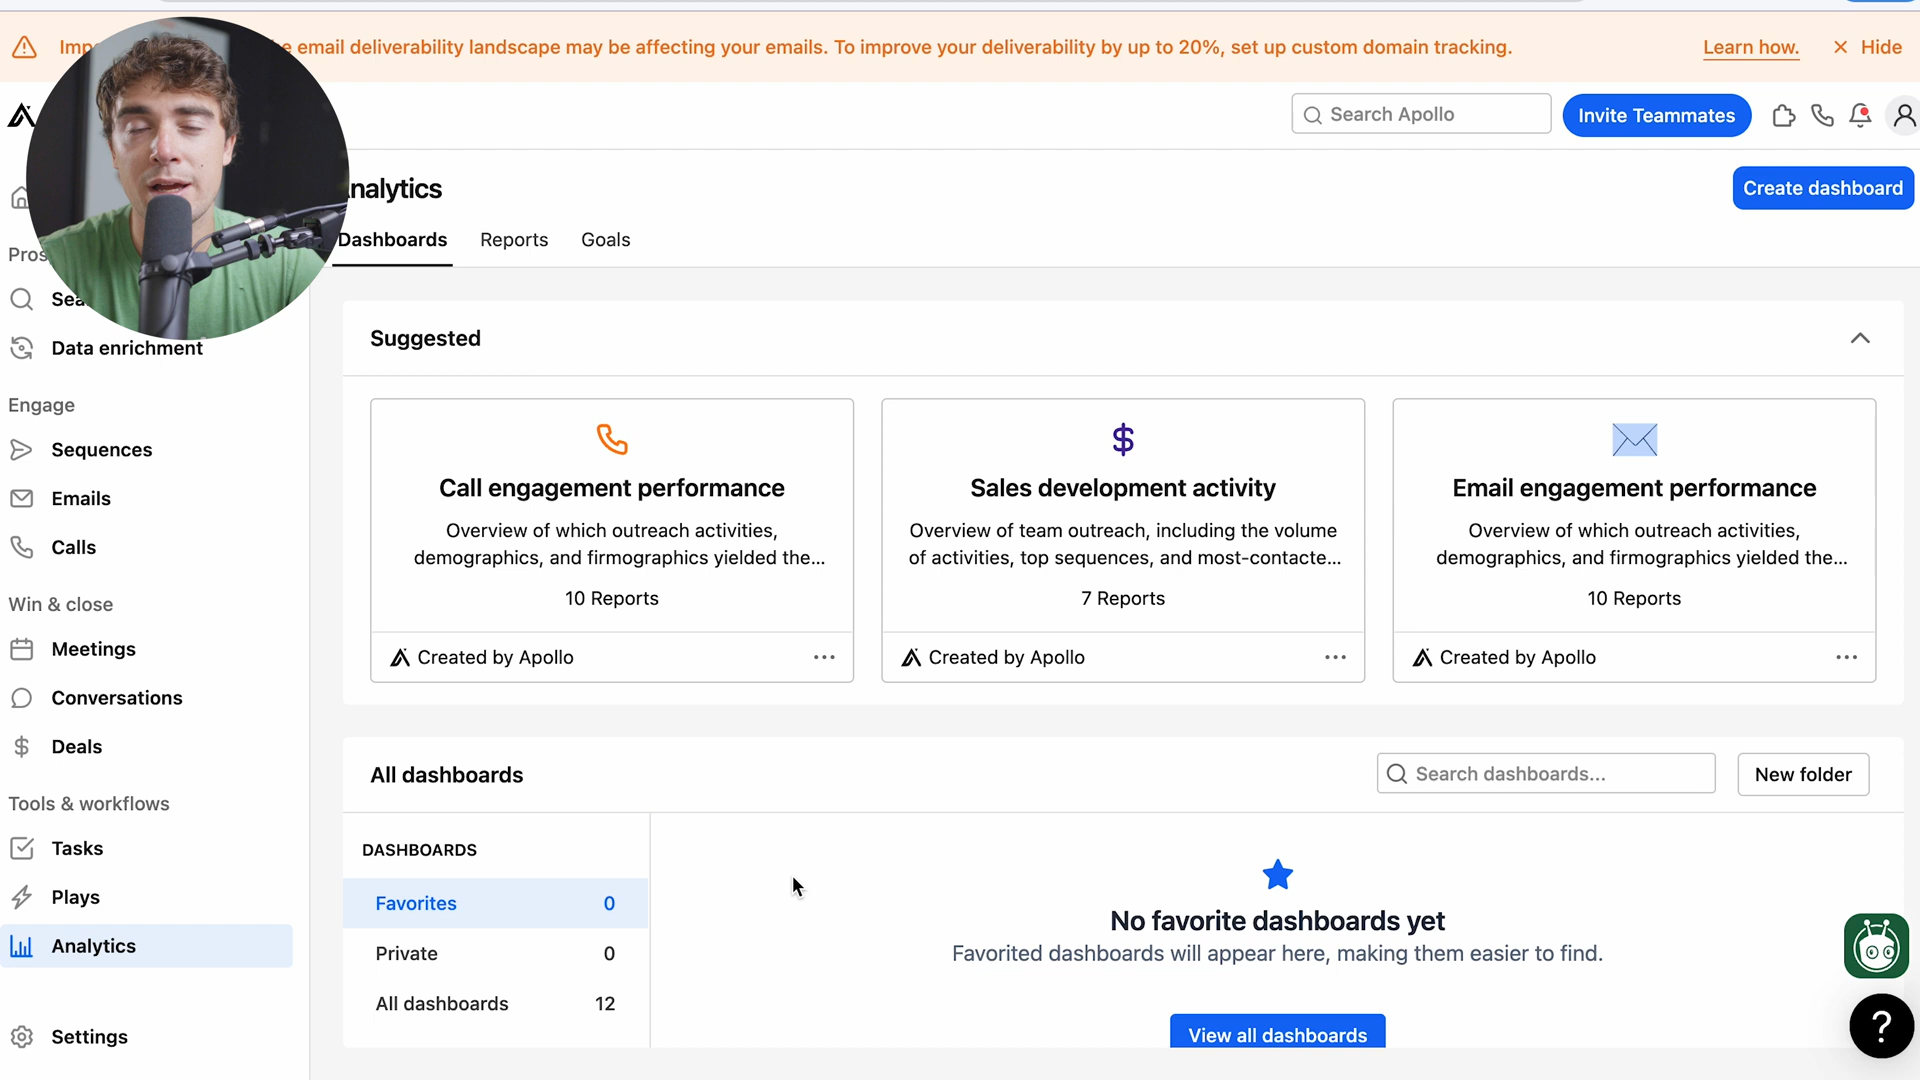 e email deliverability landscape may be affecting your emails. To improve your deliverability by up to 20%, set up custom domain tracking.
Learn how.
Hide
Search Apollo
Invite Teammates
nalytics
Create dashboard
Dashboards
Reports
Goals
Data enrichment
Engage
Sequences
Emails
Calls
Win & close
Meetings
Conversations
Deals
Tools & workflows
Tasks
Plays
Analytics
Settings
Suggested
Call engagement performance
Overview of which outreach activities,
demographics, and firmographics yielded the...
10 Reports
Created by Apollo
Sales development activity
Overview of team outreach, including the volume
of activities, top sequences, and most-contacte...
7 Reports
Created by Apollo
Email engagement performance
Overview of which outreach activities,
demographics, and firmographics yielded the...
10 Reports
Created by Apollo
All dashboards
Search dashboards...
New folder
DASHBOARDS
Favorites 0
Private 0
All dashboards 12
No favorite dashboards yet
Favorited dashboards will appear here, making them easier to find.
View all dashboards
?